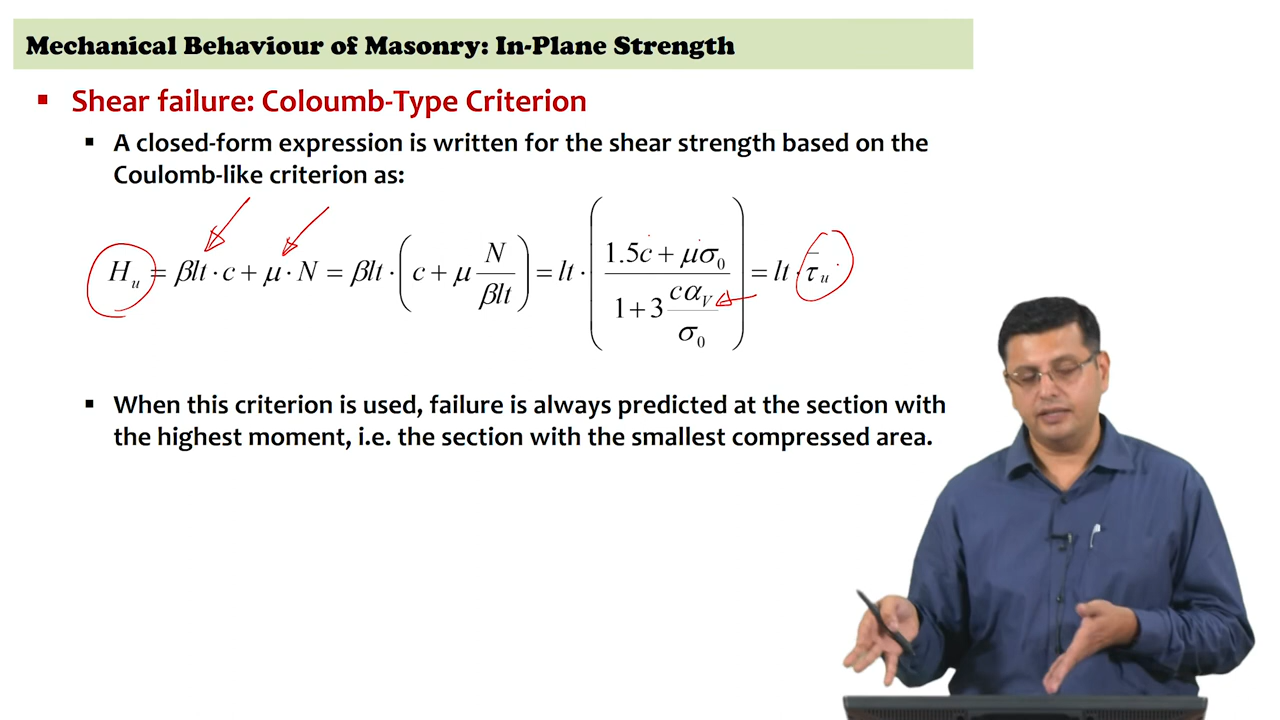 Mechanical Behaviour of Masonry: In-Plane Strength
▪ Shear failure: Coloumb-Type Criterion
▪ A closed-form expression is written for the shear strength based on the
Coulomb-like criterion as:
H_u = βlt · c + μ · N = βlt · (c + μ N/βlt) = lt · ((1.5c + μσ_0)/(1 + 3 cα_V/σ_0)) = lt · τ̄_u
▪ When this criterion is used, failure is always predicted at the section with
the highest moment, i.e. the section with the smallest compressed area.